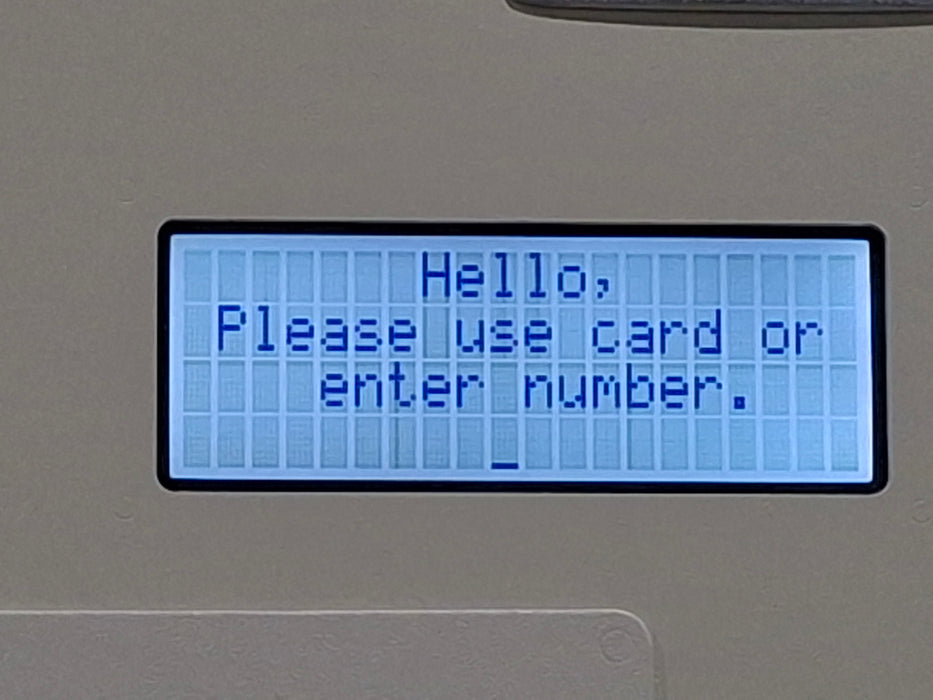 Hello,
Please use card or
enter number.
_